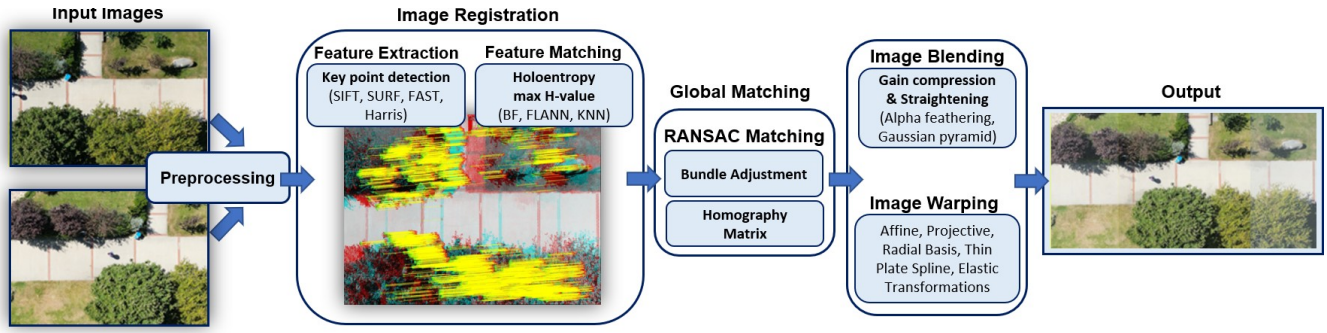 Input Images
Preprocessing
Image Registration
Feature Extraction
Key point detection
(SIFT, SURF, FAST,
Harris)
Feature Matching
Holoentropy
max H-value
(BF, FLANN, KNN)
Global Matching
RANSAC Matching
Bundle Adjustment
Homography
Matrix
Image Blending
Gain compression
& Straightening
(Alpha feathering,
Gaussian pyramid)
Image Warping
Affine, Projective,
Radial Basis, Thin
Plate Spline, Elastic
Transformations
Output